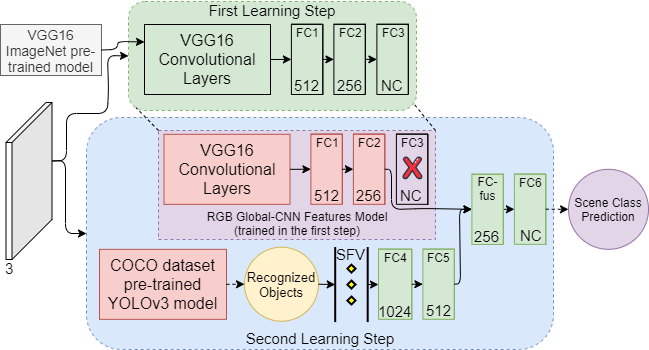 First Learning Step
VGG16
ImageNet pre-
trained model
VGG16
Convolutional
Layers
FC1
512
FC2
256
FC3
NC
3
VGG16
Convolutional
Layers
FC1
512
FC2
256
FC3
NC
RGB Global-CNN Features Model
(trained in the first step)
FC-
fus
256
FC6
NC
Scene Class
Prediction
COCO dataset
pre-trained
YOLOv3 model
Recognized
Objects
SFV
FC4
1024
FC5
512
Second Learning Step